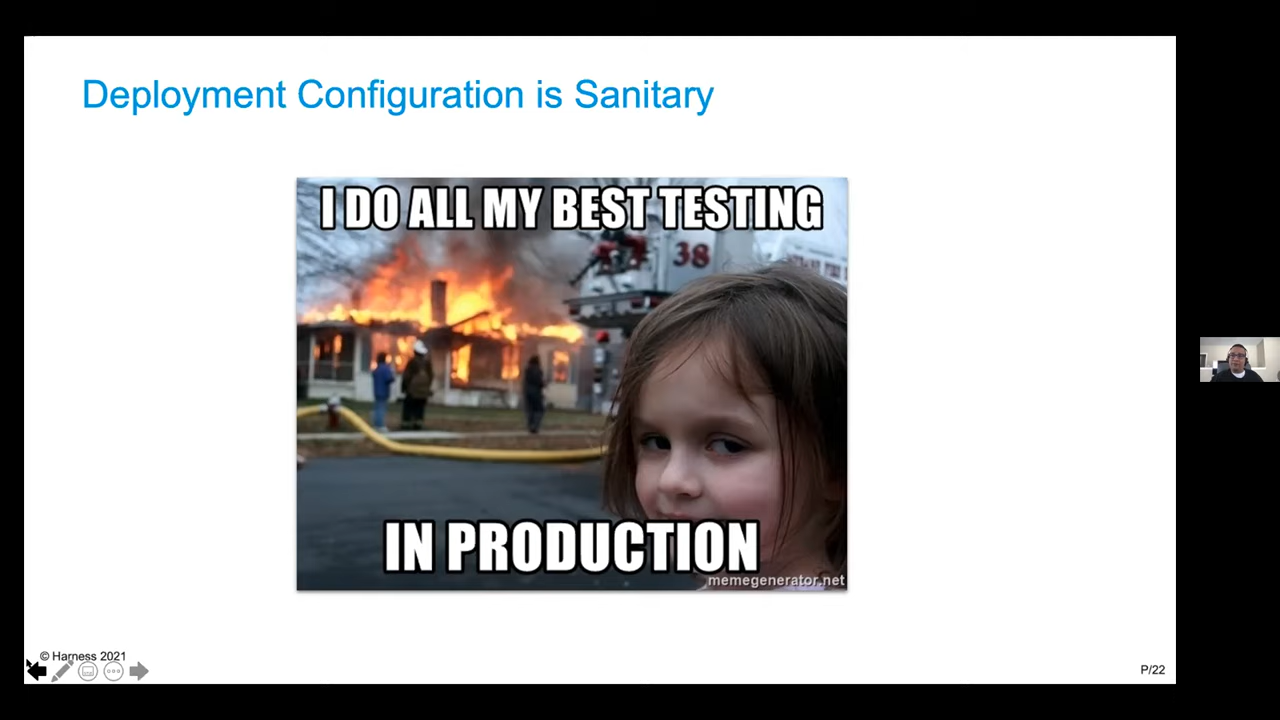 Deployment Configuration is Sanitary
I DO ALL MY BEST TESTING
38
IN PRODUCTION
memegenerator.net
© Harness 2021
P/22